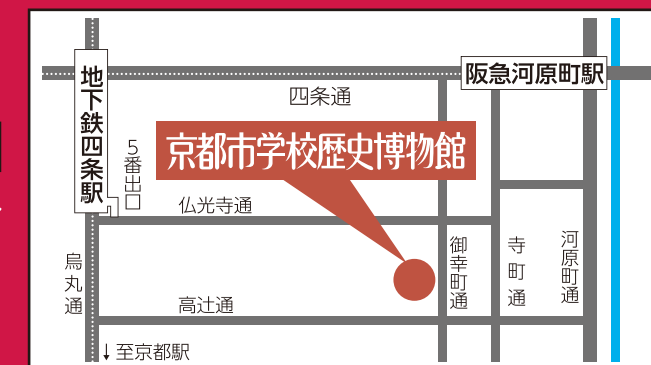 地下鉄四条駅
阪急河原町駅
四条通
5番出口
京都市学校歴史博物館
仏光寺通
烏丸通
御幸町通
寺町通
河原町通
高辻通
↓至京都駅